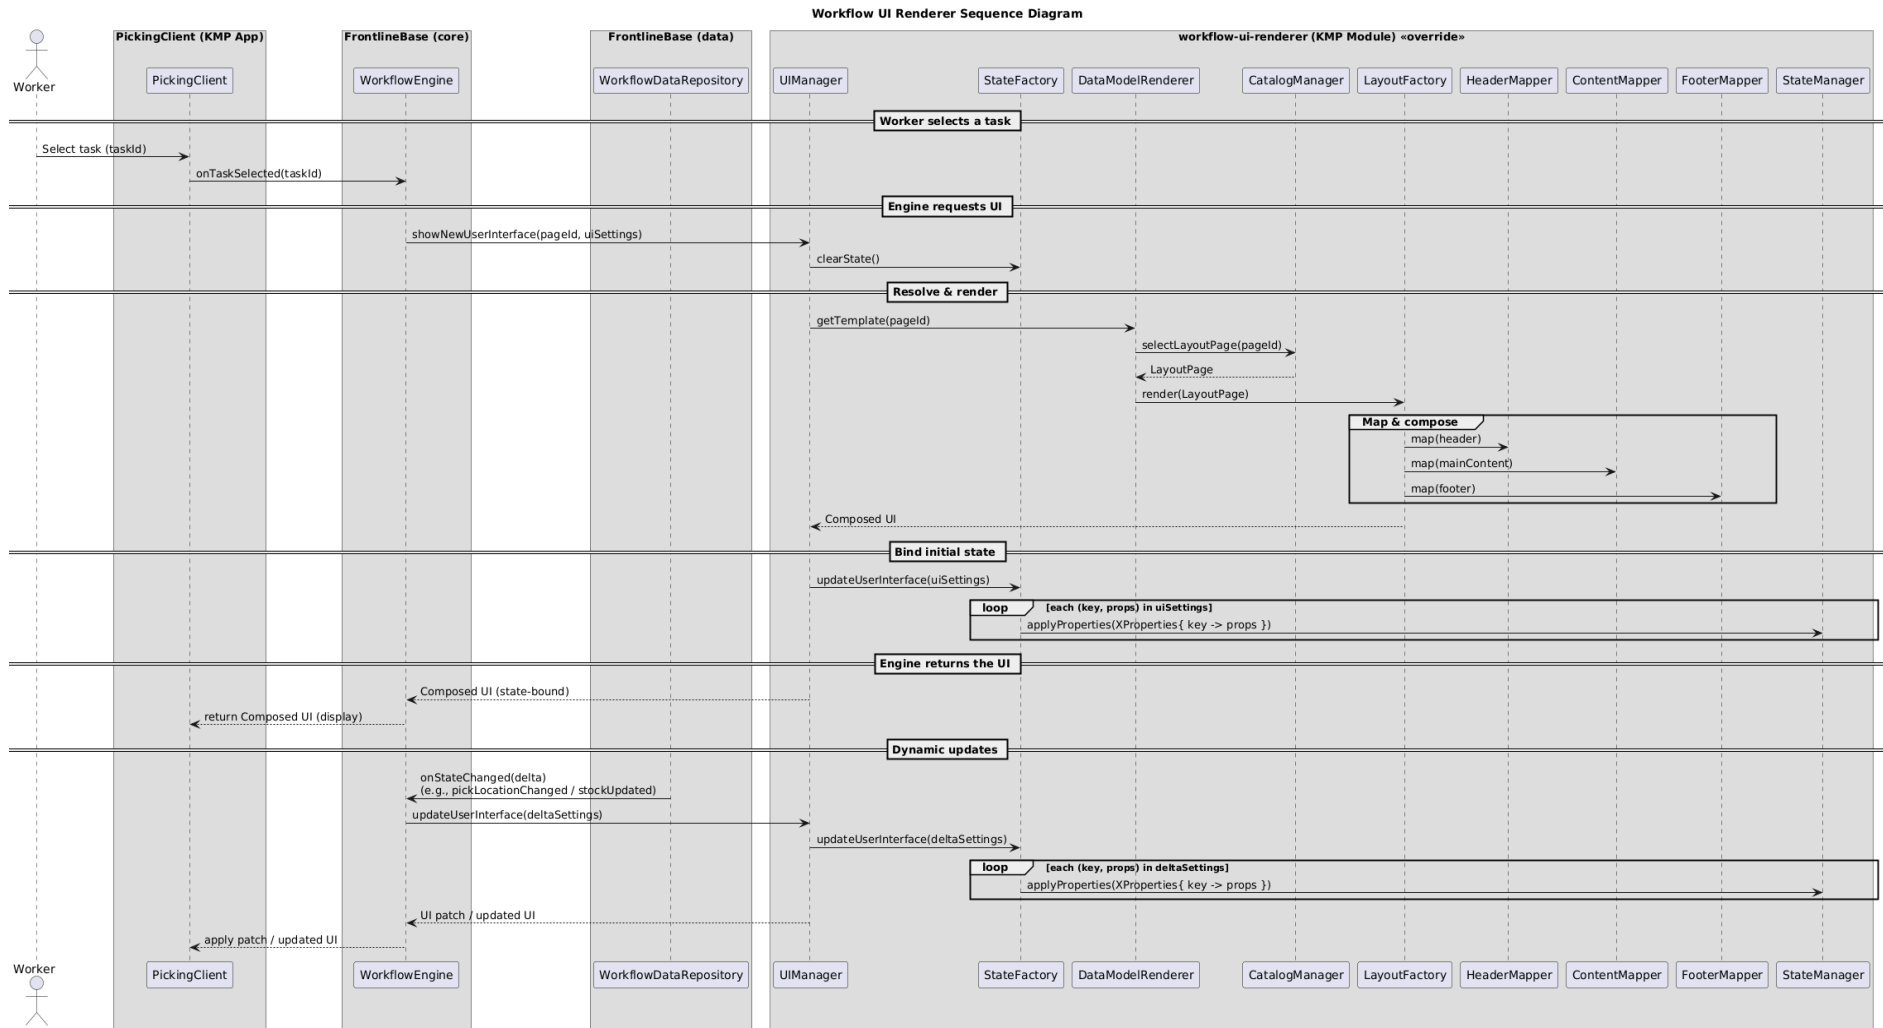 Workflow UI Renderer Sequence Diagram
PickingClient (KMP App)
FrontlineBase (core)
FrontlineBase (data)
workflow-ui-renderer (KMP Module) «override»
Worker
PickingClient
WorkflowEngine
WorkflowDataRepository
UIManager
StateFactory
DataModelRenderer
CatalogManager
LayoutFactory
HeaderMapper
ContentMapper
FooterMapper
StateManager
Worker selects a task
Select task (taskId)
onTaskSelected(taskId)
Engine requests UI
showNewUserInterface(pageId, uiSettings)
clearState()
Resolve & render
getTemplate(pageId)
selectLayoutPage(pageId)
LayoutPage
render(LayoutPage)
Map & compose
map(header)
map(mainContent)
map(footer)
Composed UI
Bind initial state
updateUserInterface(uiSettings)
loop
[each (key, props) in uiSettings]
applyProperties(XProperties{ key -> props })
Engine returns the UI
Composed UI (state-bound)
return Composed UI (display)
Dynamic updates
onStateChanged(delta)
(e.g., pickLocationChanged / stockUpdated)
updateUserInterface(deltaSettings)
updateUserInterface(deltaSettings)
loop
[each (key, props) in deltaSettings]
applyProperties(XProperties{ key -> props })
UI patch / updated UI
apply patch / updated UI
Worker
PickingClient
WorkflowEngine
WorkflowDataRepository
UIManager
StateFactory
DataModelRenderer
CatalogManager
LayoutFactory
HeaderMapper
ContentMapper
FooterMapper
StateManager